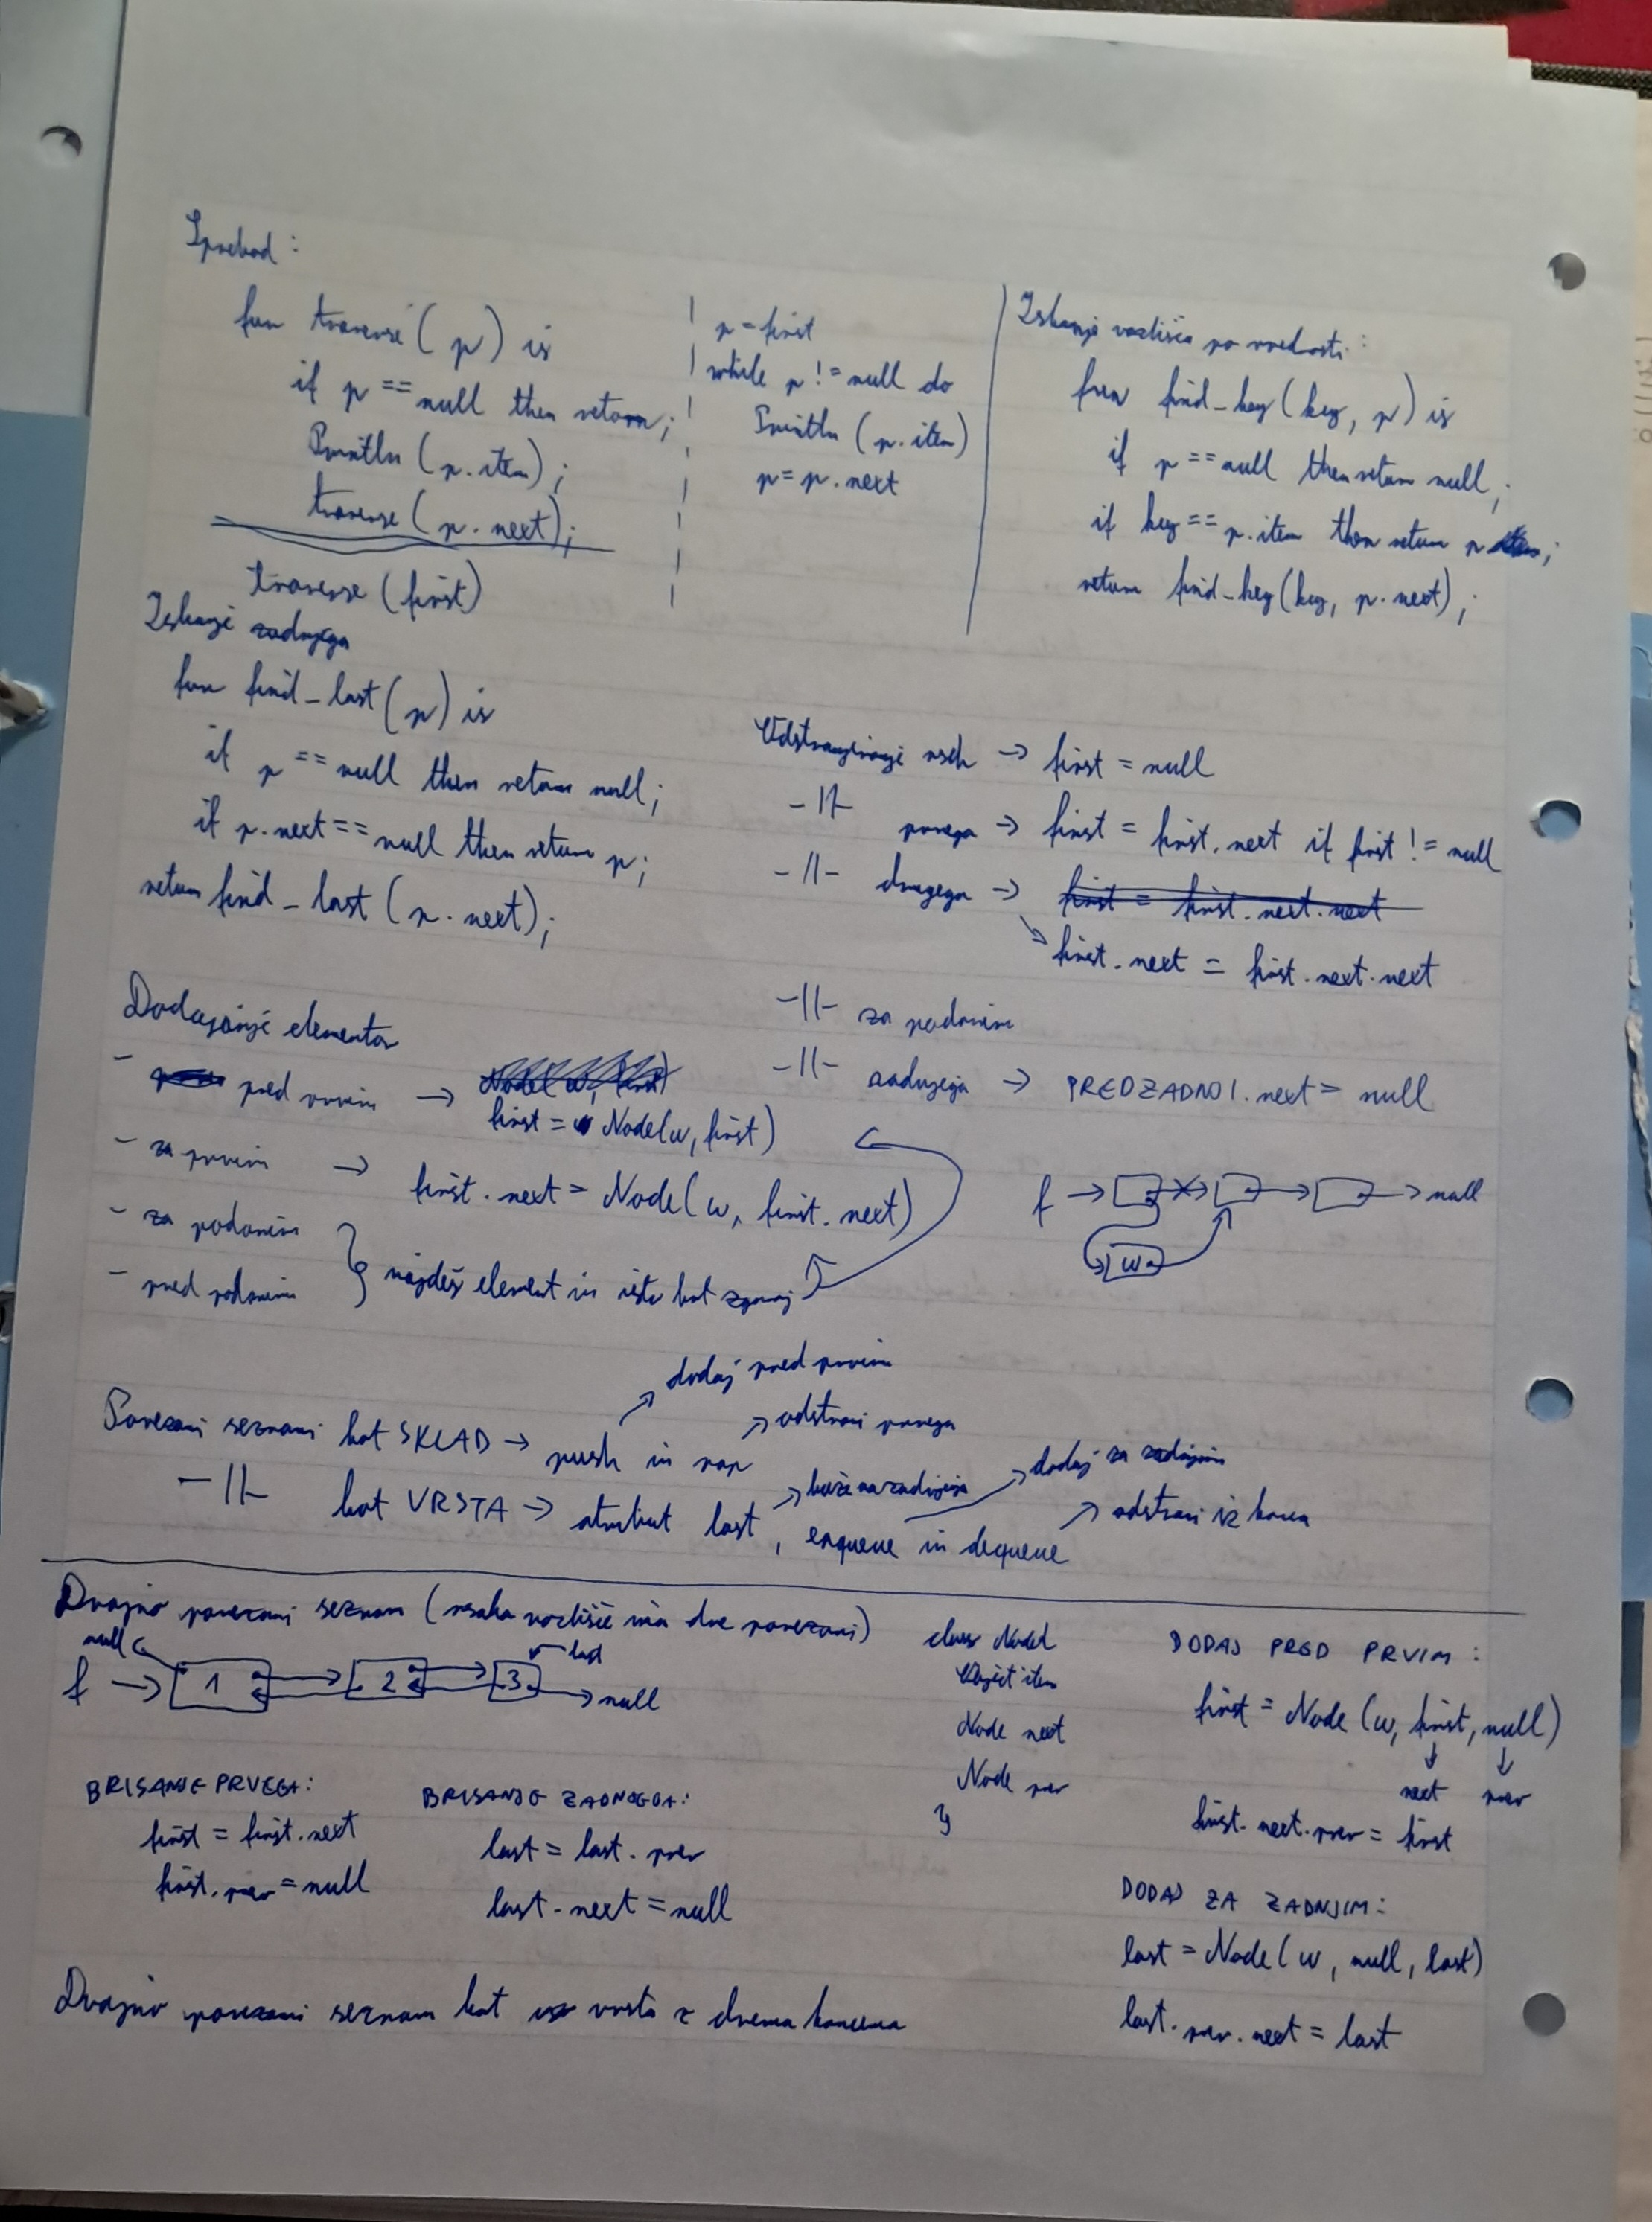 Sprehod:
fun traverse(p) is
if p == null then return;
Println(p.item);
traverse(p.next);
traverse(first)
p = first
while p != null do
Println(p.item)
p = p.next
Iskanje vozlišča po vrednosti:
fun find_key(key, p) is
if p == null then return null;
if key == p.item then return p;
return find_key(key, p.next);
Iskanje zadnjega
fun find_last(p) is
if p == null then return null;
if p.next == null then return p;
return find_last(p.next);
Odstranjevanje vseh → first = null
-||- prvega → first = first.next if first != null
-||- drugega → first = first.next.next
↘ first.next = first.next.next
-||- za podanim
-||- zadnjega → PREDZADNJI.next = null
Dodajanje elementov
- pred prvim → Node(w, first)
first = Node(w, first)
- za prvim → first.next = Node(w, first.next)
- za podanim
- pred podanim
najdeš element in isto kot zgoraj
f → → → → null
w
Povezani seznami kot SKLAD → push in pop
dodaj pred prvim
odstrani prvega
-||- kot VRSTA → atribut last, enqueue in dequeue
kaže na zadnjega
dodaj za zadnjim
odstrani iz konca
Dvojno povezani seznam (vsako vozlišče ima dve povezavi)
null
last
f → 1 2 3 → null
class Node{
Object item
Node next
Node prev
}
DODAJ PRED PRVIM:
first = Node(w, first, null)
↓ ↓
next prev
first.next.prev = first
BRISANJE PRVEGA:
first = first.next
first.prev = null
BRISANJE ZADNEGA:
last = last.prev
last.next = null
DODAJ ZA ZADNJIM:
last = Node(w, null, last)
last.prev.next = last
Dvojno povezani seznam kot vrsta z dvema koncema